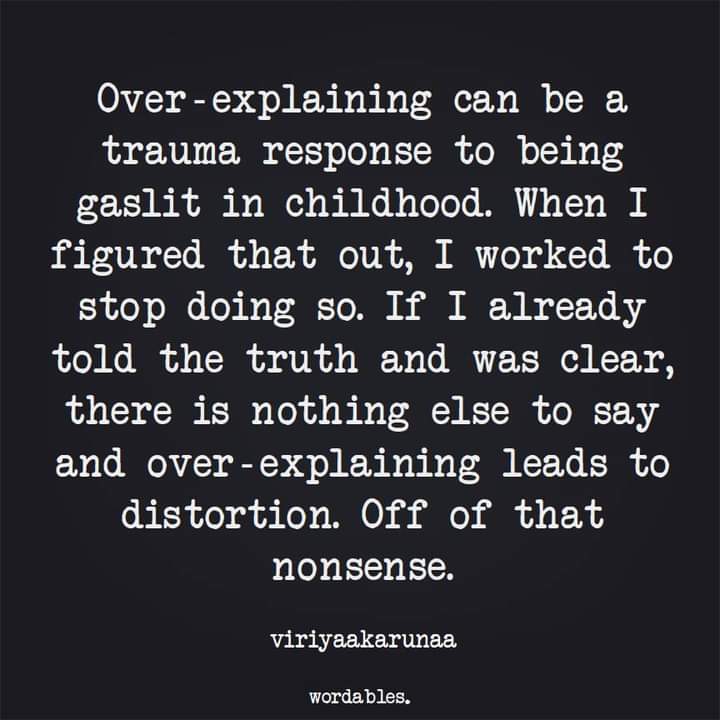 Over-explaining can be a
trauma response to being
gaslit in childhood. When I
figured that out, I worked to
stop doing so. If I already
told the truth and was clear,
there is nothing else to say
and over-explaining leads to
distortion. Off of that
nonsense.
viriyaakarunaa
wordables.